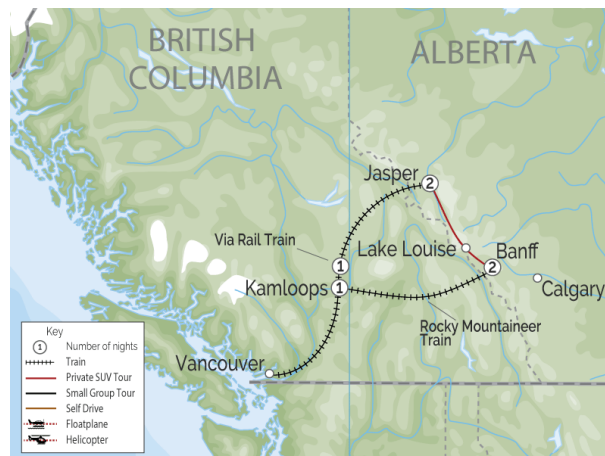 BRITISH
COLUMBIA
ALBERTA
Jasper
2
Via Rail Train
1
Lake Louise
Banff
2
Kamloops
1
Calgary
Rocky Mountaineer
Train
Vancouver
Key
1 Number of nights
Train
Private SUV Tour
Small Group Tour
Self Drive
Floatplane
Helicopter